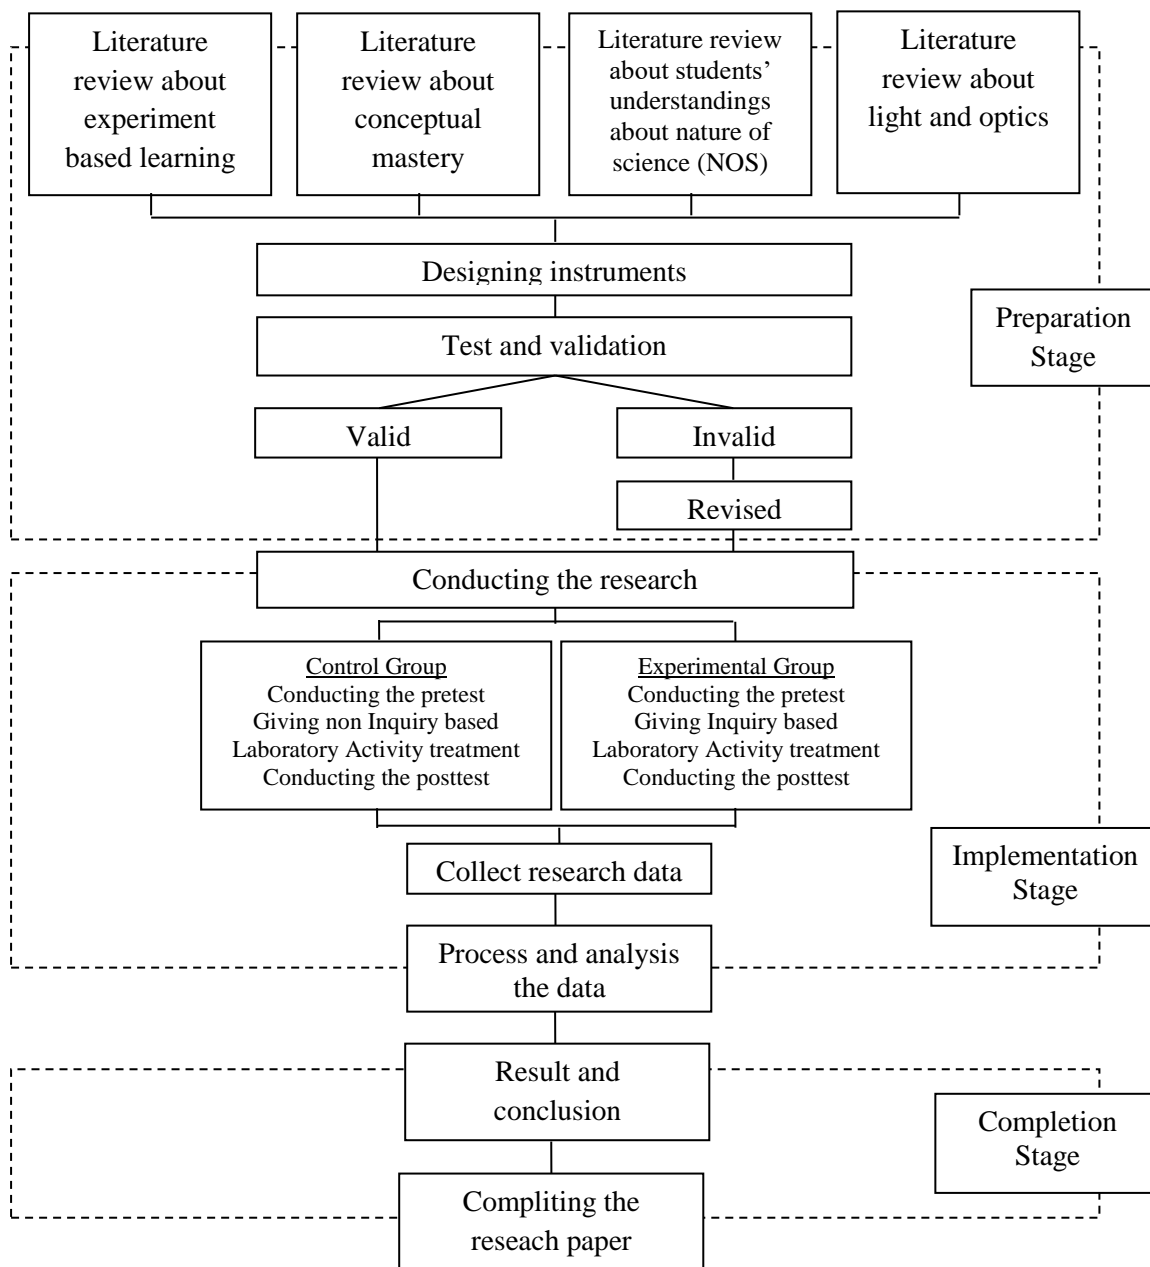 Literature
review about
experiment
based learning
Literature
review about
conceptual
mastery
Literature review
about students’
understandings
about nature of
science (NOS)
Literature
review about
light and optics
Designing instruments
Test and validation
Preparation
Stage
Valid
Invalid
Revised
Conducting the research
Control Group
Conducting the pretest
Giving non Inquiry based
Laboratory Activity treatment
Conducting the posttest
Experimental Group
Conducting the pretest
Giving Inquiry based
Laboratory Activity treatment
Conducting the posttest
Collect research data
Implementation
Stage
Process and analysis
the data
Result and
conclusion
Completion
Stage
Compliting the
reseach paper